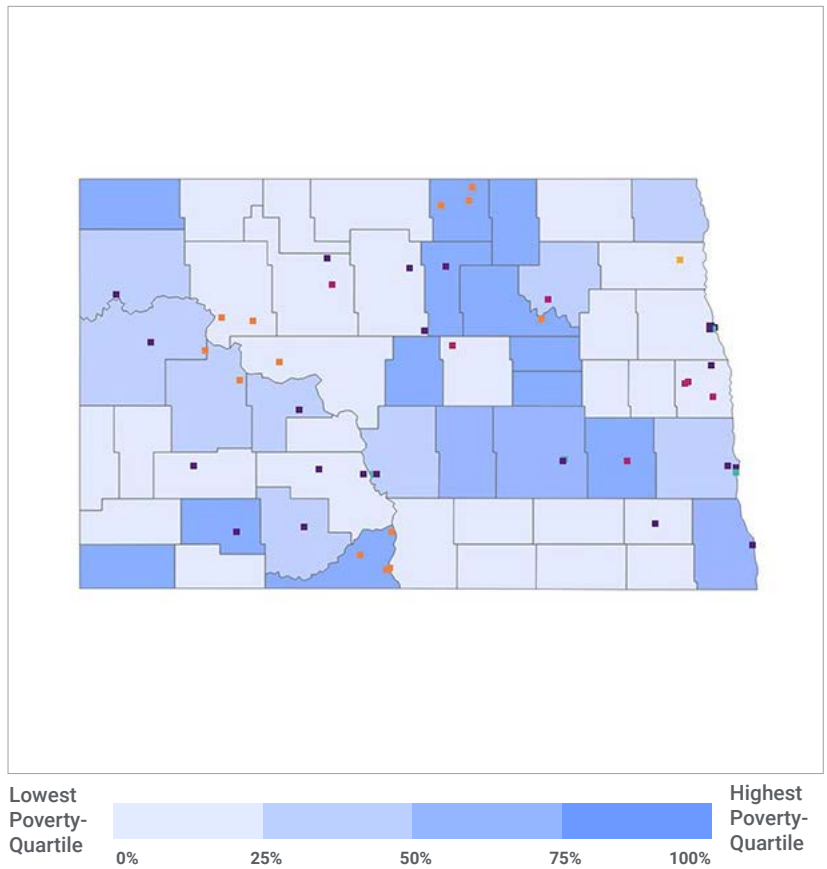 Lowest
Poverty-
Quartile
0%
25%
50%
75%
100%
Highest
Poverty-
Quartile